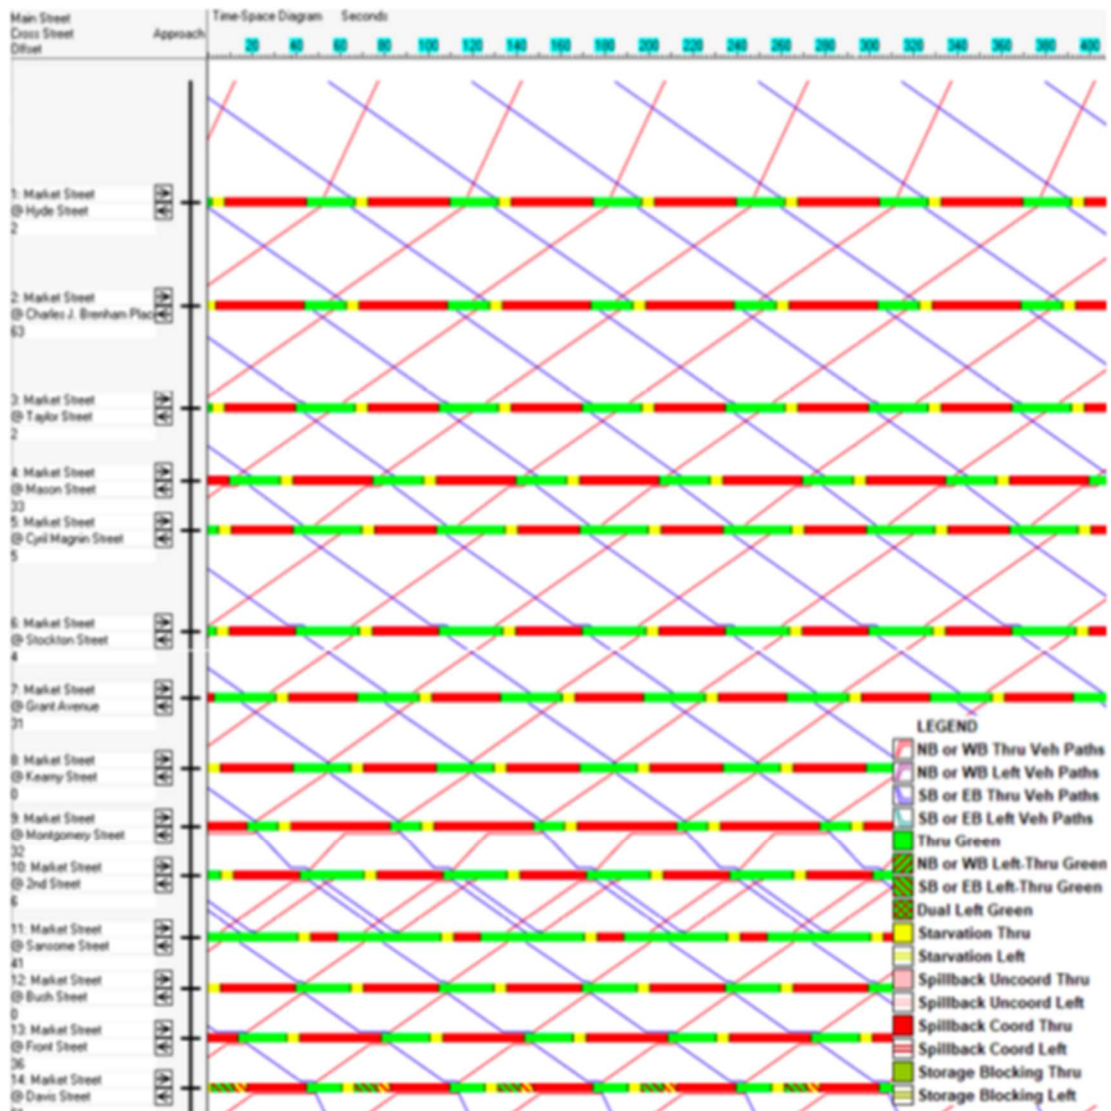 Main Street
Cross Street
Offset
Approach
Time-Space Diagram Seconds
20 40 60 80 100 120 140 160 180 200 220 240 260 280 300 320 340 360 380 400
1: Market Street
@ Hyde Street
2
2: Market Street
@ Charles J. Brenham Plac
63
3: Market Street
@ Taylor Street
2
4: Market Street
@ Mason Street
33
5: Market Street
@ Cyril Magnin Street
5
6: Market Street
@ Stockton Street
4
7: Market Street
@ Grant Avenue
31
8: Market Street
@ Kearny Street
0
9: Market Street
@ Montgomery Street
32
10: Market Street
@ 2nd Street
6
11: Market Street
@ Sansome Street
41
12: Market Street
@ Bush Street
0
13: Market Street
@ Front Street
36
14: Market Street
@ Davis Street
LEGEND
NB or WB Thru Veh Paths
NB or WB Left Veh Paths
SB or EB Thru Veh Paths
SB or EB Left Veh Paths
Thru Green
NB or WB Left-Thru Green
SB or EB Left-Thru Green
Dual Left Green
Starvation Thru
Starvation Left
Spillback Uncoord Thru
Spillback Uncoord Left
Spillback Coord Thru
Spillback Coord Left
Storage Blocking Thru
Storage Blocking Left